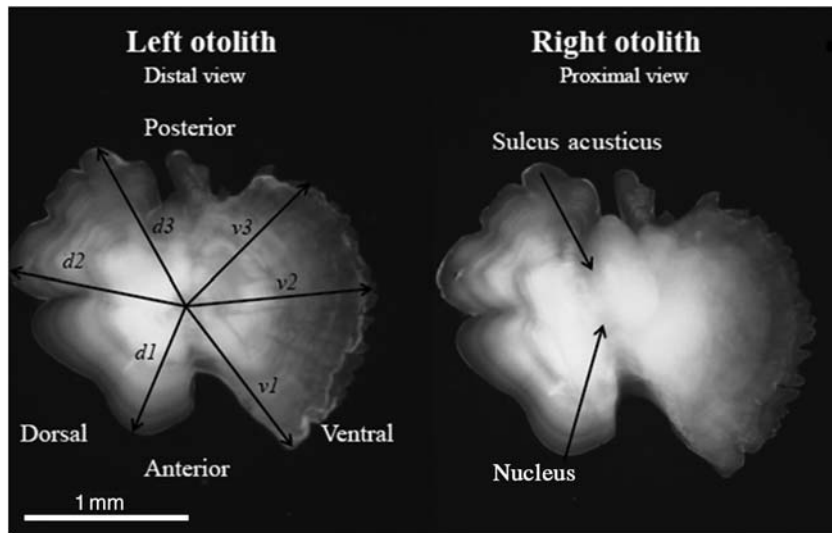 Left otolith
Distal view
Posterior
d3
v3
d2
v2
d1
v1
Dorsal
Ventral
Anterior
1 mm
Right otolith
Proximal view
Sulcus acusticus
Nucleus